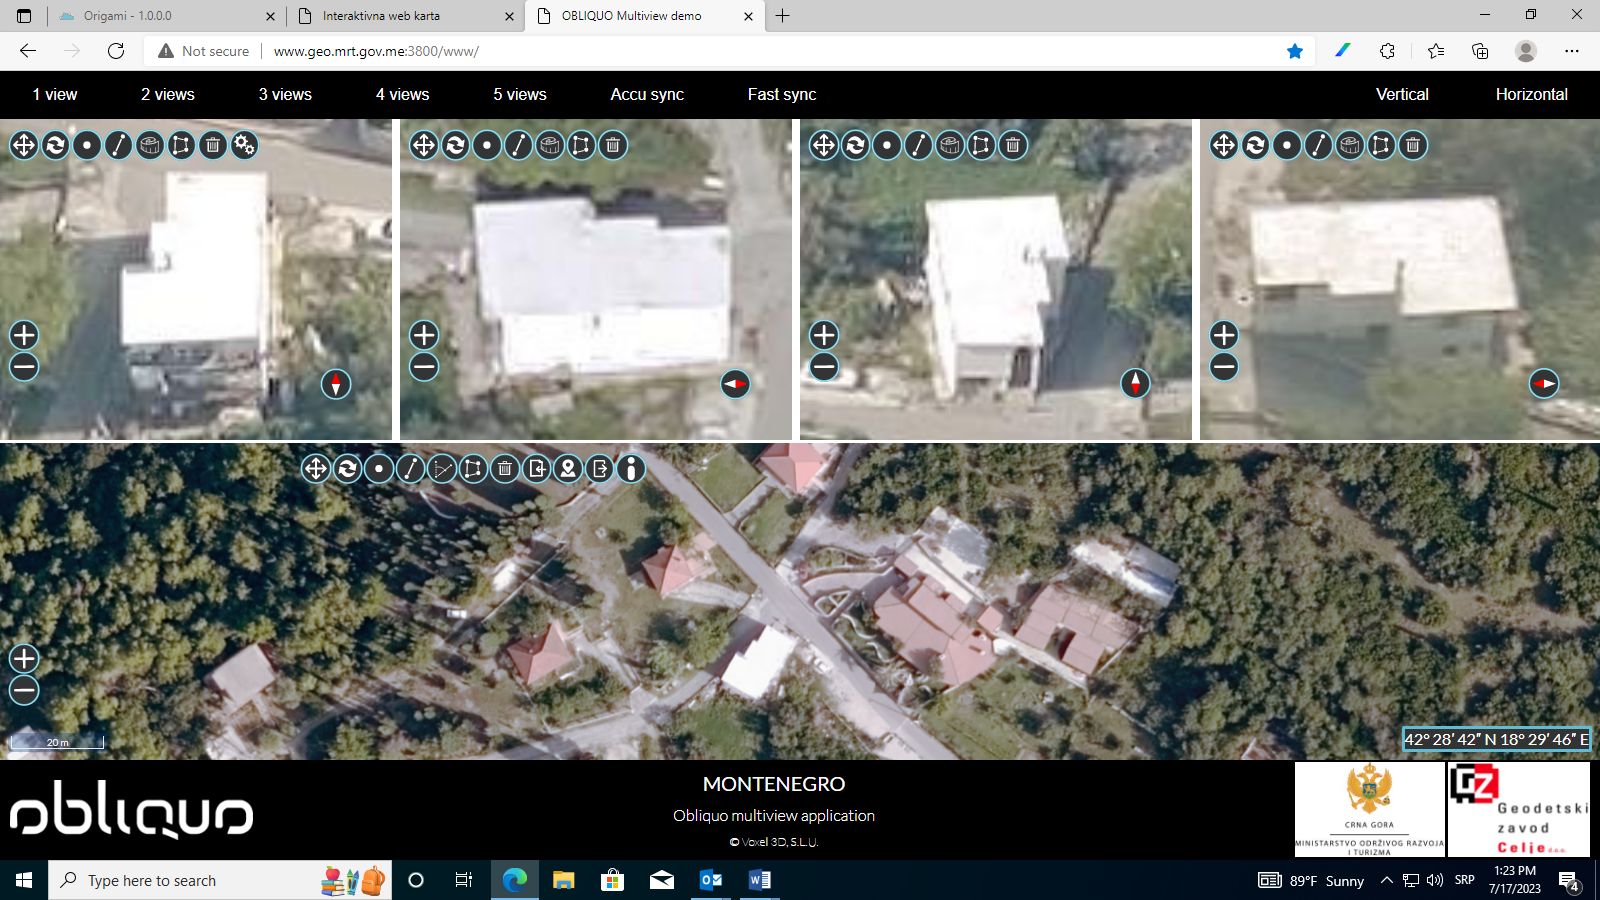 Origami - 1.0.0.0
Interaktivna web karta
OBLIQUO Multiview demo
Not secure
www.geo.mrt.gov.me:3800/www/
1 view 2 views 3 views 4 views 5 views Accu sync Fast sync Vertical Horizontal
20 m
42° 28′ 42″ N 18° 29′ 46″ E
obliquo
MONTENEGRO
Obliquo multiview application
© Voxel 3D, S.L.U.
CRNA GORA
MINISTARSTVO ODRŽIVOG RAZVOJA
I TURIZMA
GZ
Geodetski
zavod
Celje d.o.o.
Type here to search
89°F Sunny
SRP
1:23 PM
7/17/2023
4